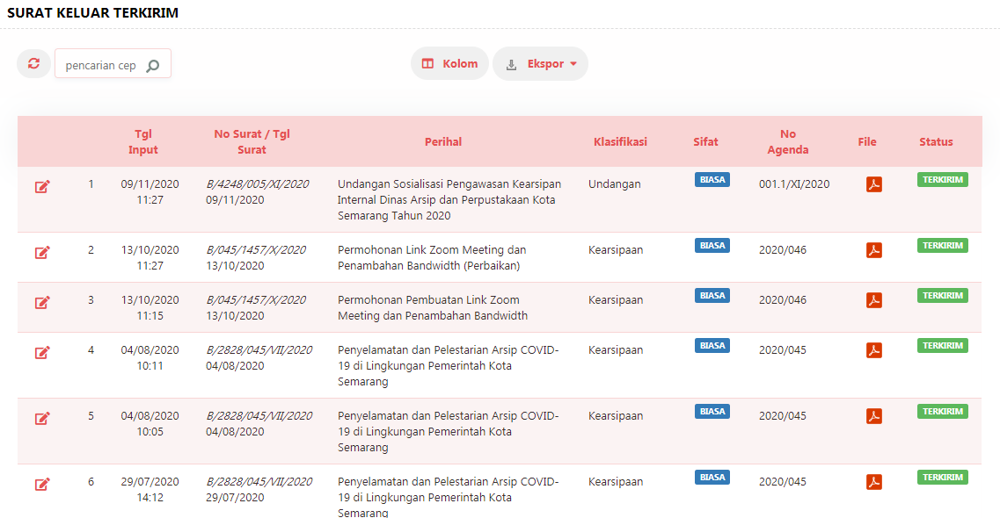 SURAT KELUAR TERKIRIM
pencarian cep
Kolom
Ekspor
Tgl Input
No Surat / Tgl Surat
Perihal
Klasifikasi
Sifat
No Agenda
File
Status
1
09/11/2020
11:27
B/4248/005/XI/2020
09/11/2020
Undangan Sosialisasi Pengawasan Kearsipan
Internal Dinas Arsip dan Perpustakaan Kota
Semarang Tahun 2020
Undangan
BIASA
001.1/XI/2020
TERKIRIM
2
13/10/2020
11:27
B/045/1457/X/2020
13/10/2020
Permohonan Link Zoom Meeting dan
Penambahan Bandwidth (Perbaikan)
Kearsipaan
BIASA
2020/046
TERKIRIM
3
13/10/2020
11:15
B/045/1457/X/2020
13/10/2020
Permohonan Pembuatan Link Zoom
Meeting dan Penambahan Bandwidth
Kearsipaan
BIASA
2020/046
TERKIRIM
4
04/08/2020
10:11
B/2828/045/VII/2020
04/08/2020
Penyelamatan dan Pelestarian Arsip COVID-
19 di Lingkungan Pemerintah Kota
Semarang
Kearsipaan
BIASA
2020/045
TERKIRIM
5
04/08/2020
10:05
B/2828/045/VII/2020
04/08/2020
Penyelamatan dan Pelestarian Arsip COVID-
19 di Lingkungan Pemerintah Kota
Semarang
Kearsipaan
BIASA
2020/045
TERKIRIM
6
29/07/2020
14:12
B/2828/045/VII/2020
29/07/2020
Penyelamatan dan Pelestarian Arsip COVID-
19 di Lingkungan Pemerintah Kota
Semarang
Kearsipaan
BIASA
2020/045
TERKIRIM